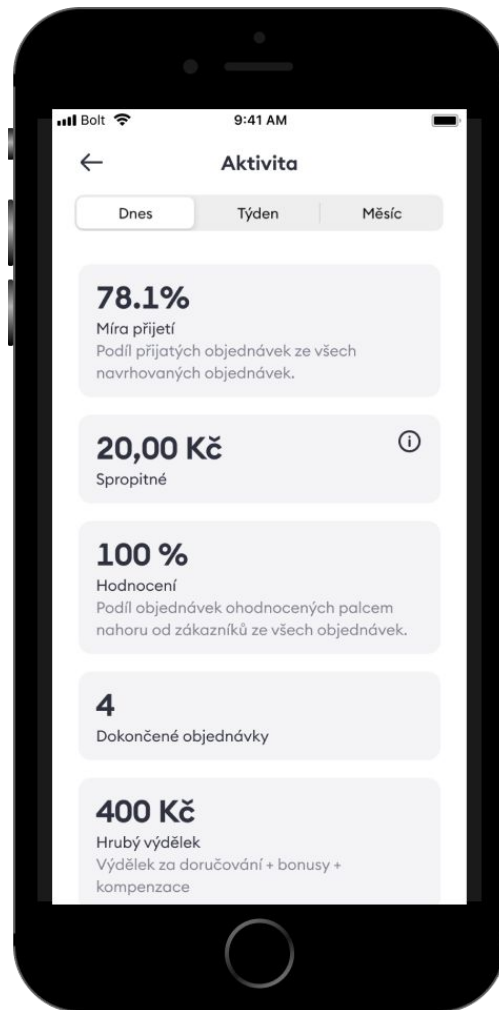 Bolt 9:41 AM
Aktivita
Dnes Týden Měsíc
78.1%
Míra přijetí
Podíl přijatých objednávek ze všech
navrhovaných objednávek.
20,00 Kč
Spropitné
100 %
Hodnocení
Podíl objednávek ohodnocených palcem
nahoru od zákazníků ze všech objednávek.
4
Dokončené objednávky
400 Kč
Hrubý výdělek
Výdělek za doručování + bonusy +
kompenzace